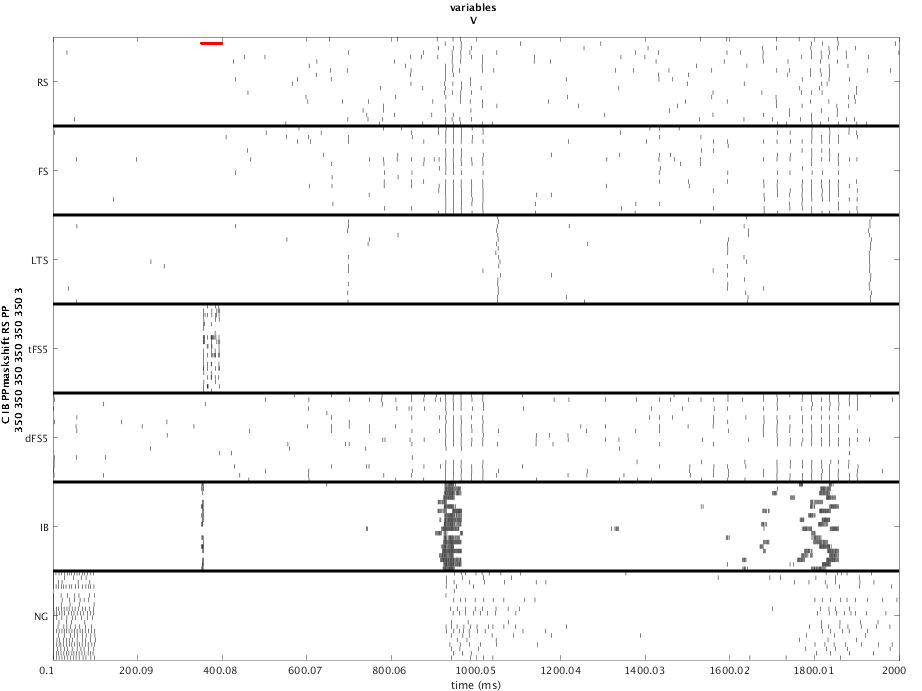 variables
V
RS
FS
LTS
tFS5
dFS5
IB
NG
C IB PPmaskshift RS PP
350 350 350 350 350 350 3
0.1 200.09 400.08 600.07 800.06 1000.05 1200.04 1400.03 1600.02 1800.01 2000
time (ms)